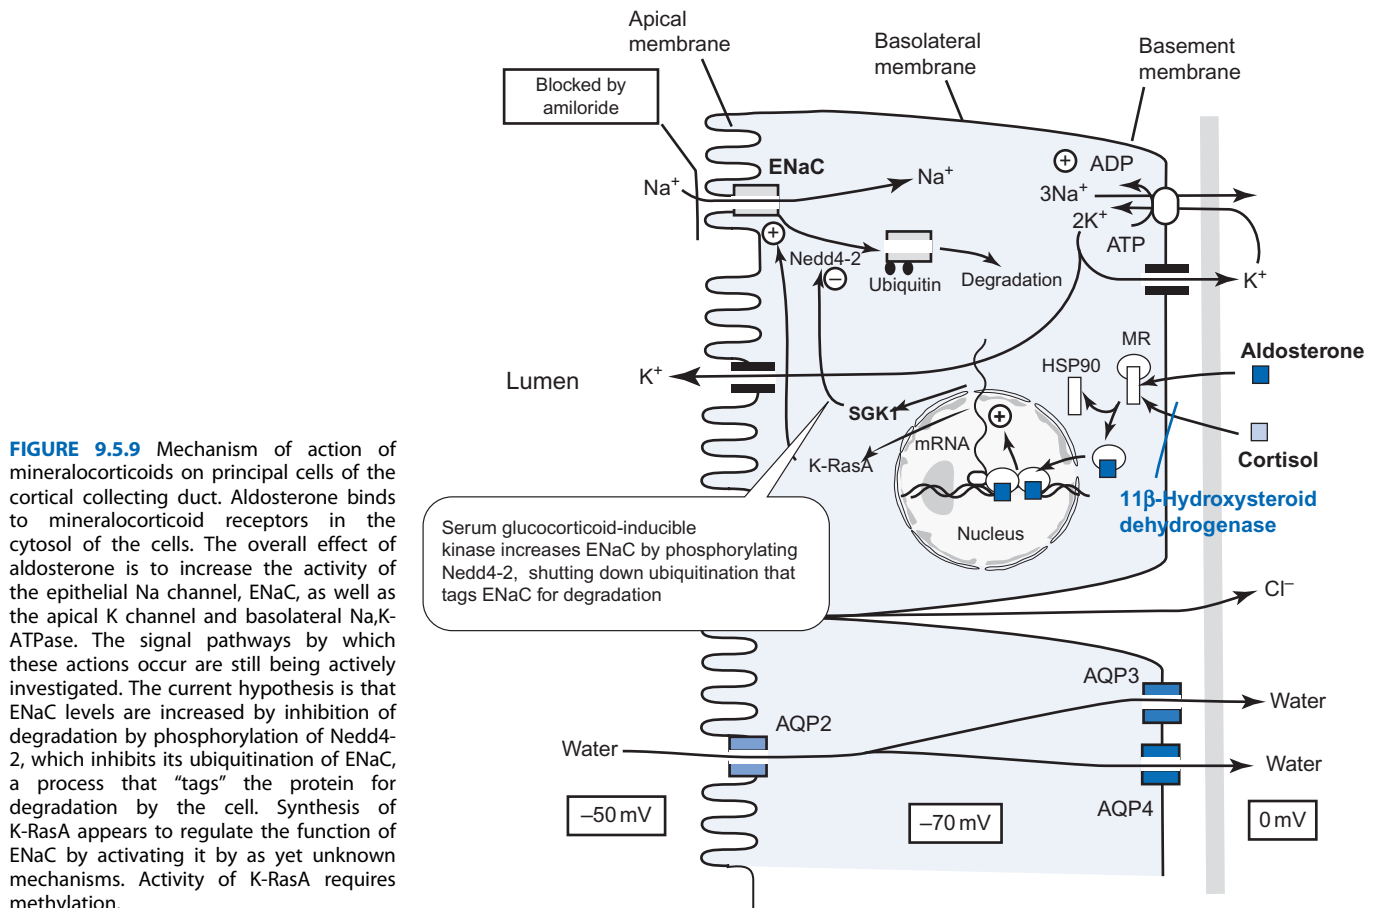 Apical
membrane
Basolateral
membrane
Basement
membrane
Blocked by
amiloride
ENaC
Na⁺
Na⁺
+
ADP
3Na⁺
2K⁺
ATP
+
Nedd4-2
−
Ubiquitin
Degradation
K⁺
Lumen
K⁺
HSP90
MR
Aldosterone
Cortisol
11β-Hydroxysteroid
dehydrogenase
SGK1
K-RasA
mRNA
+
Nucleus
Serum glucocorticoid-inducible
kinase increases ENaC by phosphorylating
Nedd4-2, shutting down ubiquitination that
tags ENaC for degradation
Cl⁻
AQP3
Water
AQP2
Water
Water
AQP4
–50 mV
–70 mV
0 mV
FIGURE 9.5.9 Mechanism of action of
mineralocorticoids on principal cells of the
cortical collecting duct. Aldosterone binds
to mineralocorticoid receptors in the
cytosol of the cells. The overall effect of
aldosterone is to increase the activity of
the epithelial Na channel, ENaC, as well as
the apical K channel and basolateral Na,K-
ATPase. The signal pathways by which
these actions occur are still being actively
investigated. The current hypothesis is that
ENaC levels are increased by inhibition of
degradation by phosphorylation of Nedd4-
2, which inhibits its ubiquitination of ENaC,
a process that “tags” the protein for
degradation by the cell. Synthesis of
K-RasA appears to regulate the function of
ENaC by activating it by as yet unknown
mechanisms. Activity of K-RasA requires
methylation.